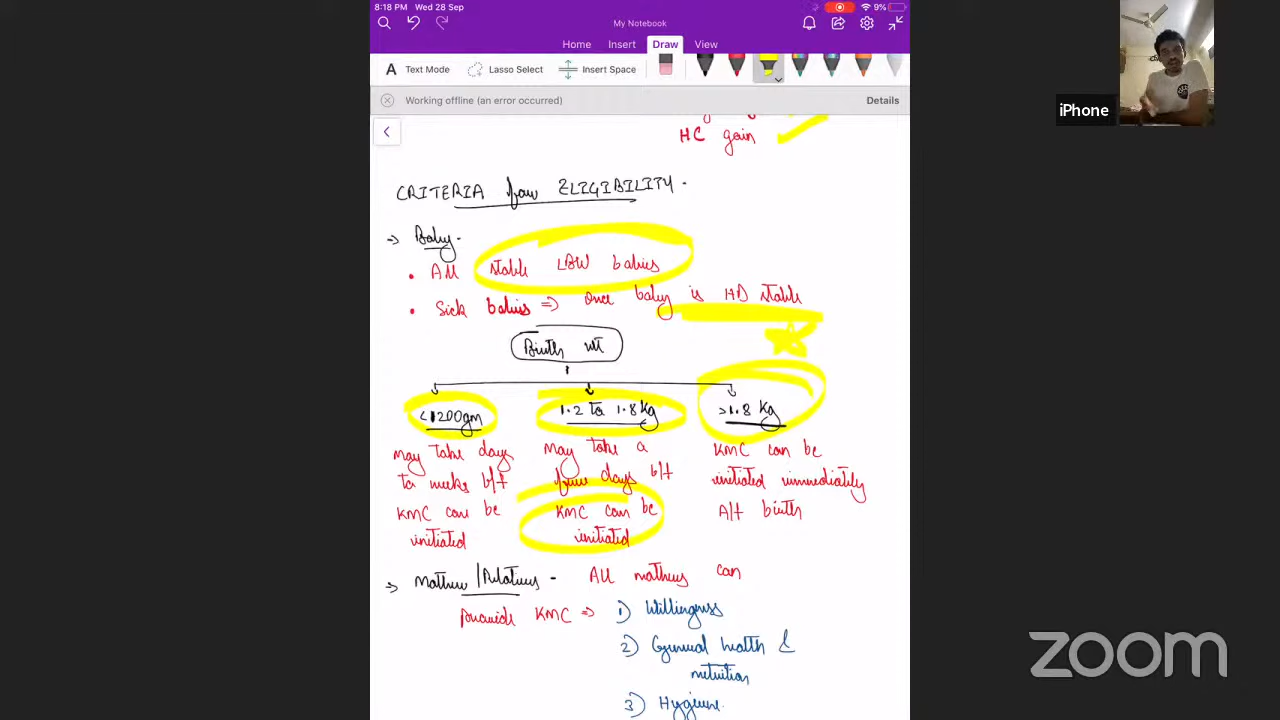 8:18 PM Wed 28 Sep
9%
My Notebook
Home Insert Draw View
Text Mode Lasso Select Insert Space
Working offline (an error occurred) Details
iPhone
HC gain
CRITERIA for ELIGIBILITY.
⇒ Baby.
• All stable LBW babies
• Sick babies ⇒ Once baby is HD stable
Birth wt
<1200gm 1.2 to 1.8 Kg >1.8 Kg
May take days May take a KMC can be
to weeks b/f few days b/f initiated immediately
KMC can be KMC can be A/f birth
initiated initiated
⇒ Mother/Relatives - All mothers can
provide KMC ⇒ 1) Willingness
2) General health &
nutrition
3) Hygiene.
zoom